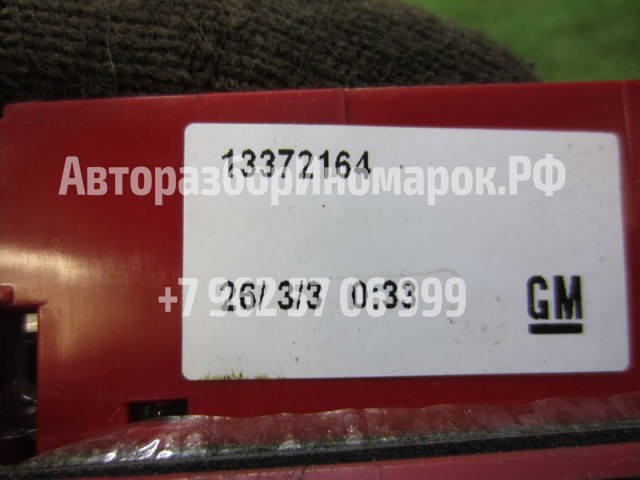 13372164
АвторазборИномарок.РФ
26/ 3/3 0:33
GM